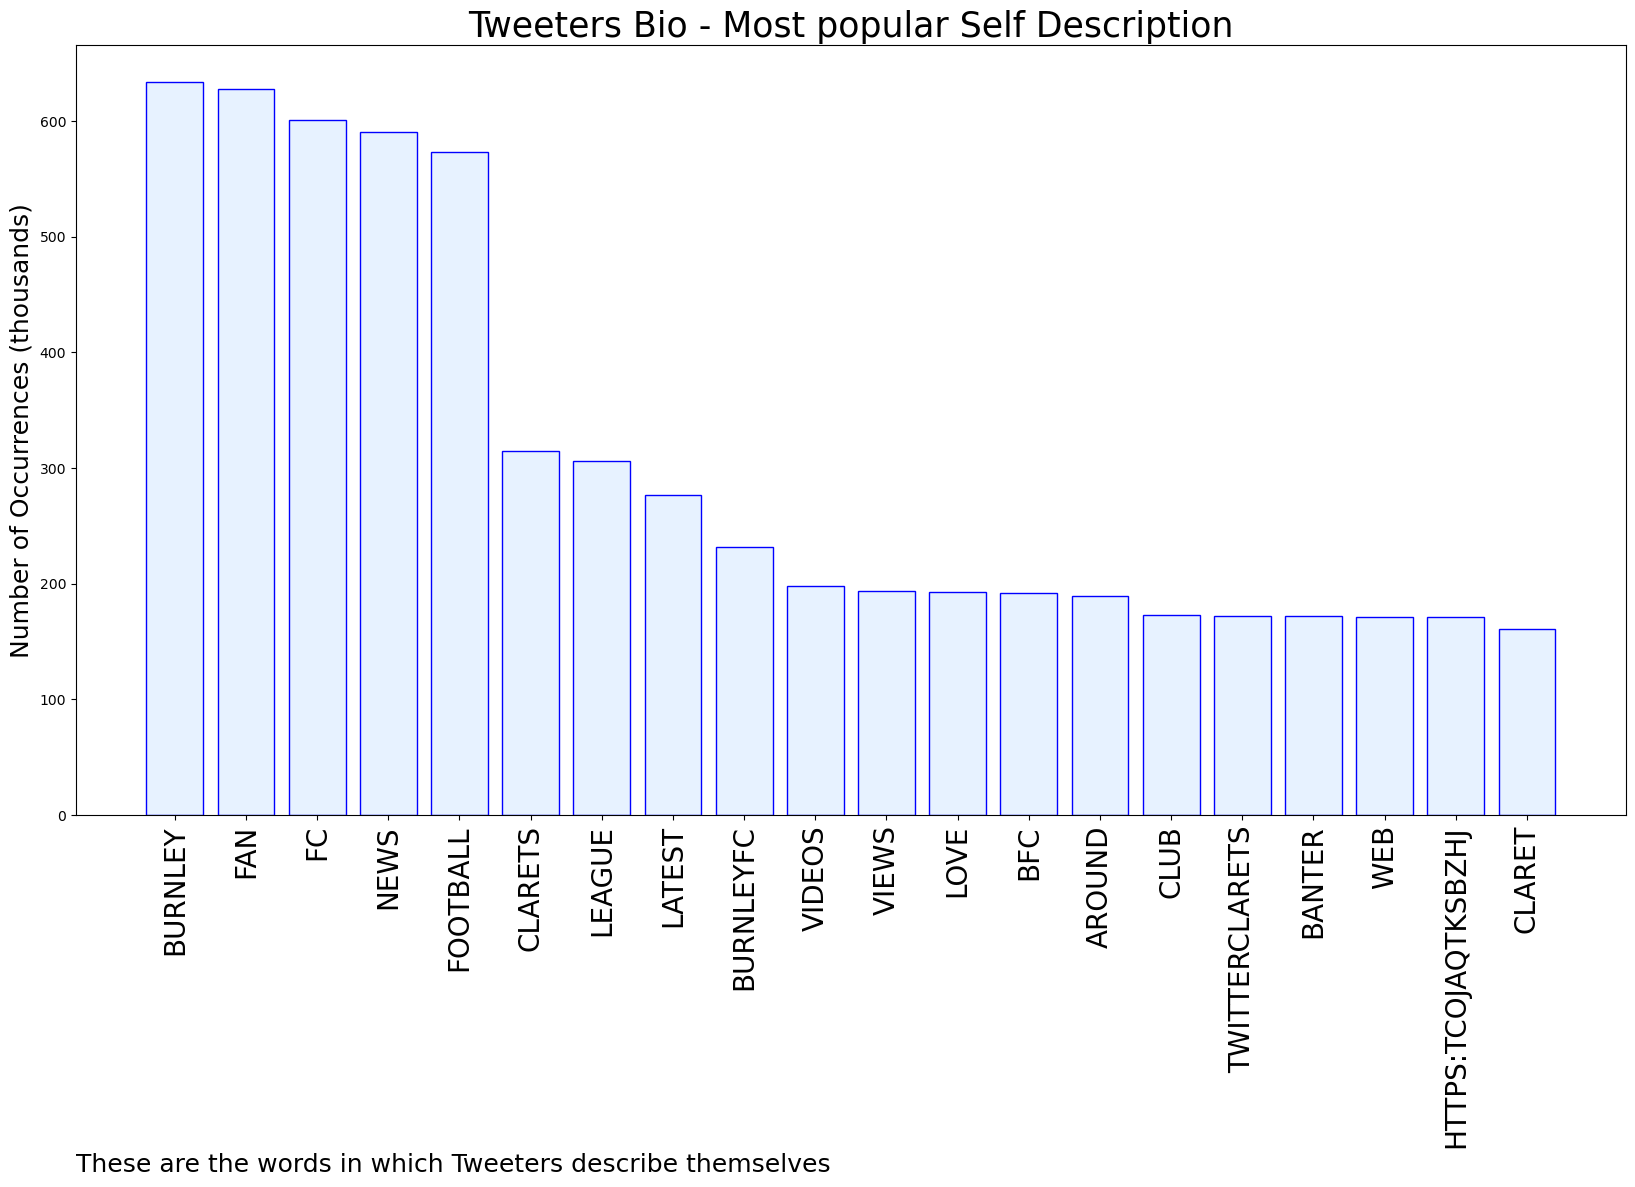 Tweeters Bio - Most popular Self Description
Number of Occurrences (thousands)
600
500
400
300
200
100
0
BURNLEY
FAN
FC
NEWS
FOOTBALL
CLARETS
LEAGUE
LATEST
BURNLEYFC
VIDEOS
VIEWS
LOVE
BFC
AROUND
CLUB
TWITTERCLARETS
BANTER
WEB
HTTPS:TCOJAQTKSBZHJ
CLARET
These are the words in which Tweeters describe themselves